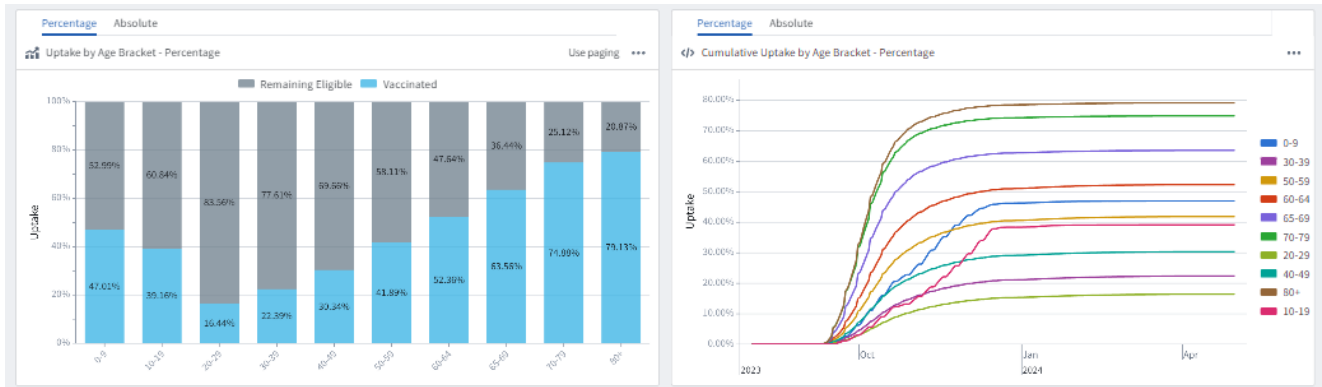 Percentage Absolute
Uptake by Age Bracket - Percentage Use paging
Remaining Eligible Vaccinated
100%
80%
60%
40%
20%
0%
Uptake
52.99% 60.84% 83.56% 77.61% 69.66% 58.11% 47.64% 36.44% 25.12% 20.87%
47.01% 39.16% 16.44% 22.39% 30.34% 41.89% 52.36% 63.56% 74.88% 79.13%
0-9 10-19 20-29 30-39 40-49 50-59 60-64 65-69 70-79 80+
Percentage Absolute
</> Cumulative Uptake by Age Bracket - Percentage
80.00%
70.00%
60.00%
50.00%
40.00%
30.00%
20.00%
10.00%
0.00%
Uptake
Oct Jan Apr
2023 2024
0-9
30-39
50-59
60-64
65-69
70-79
20-29
40-49
80+
10-19